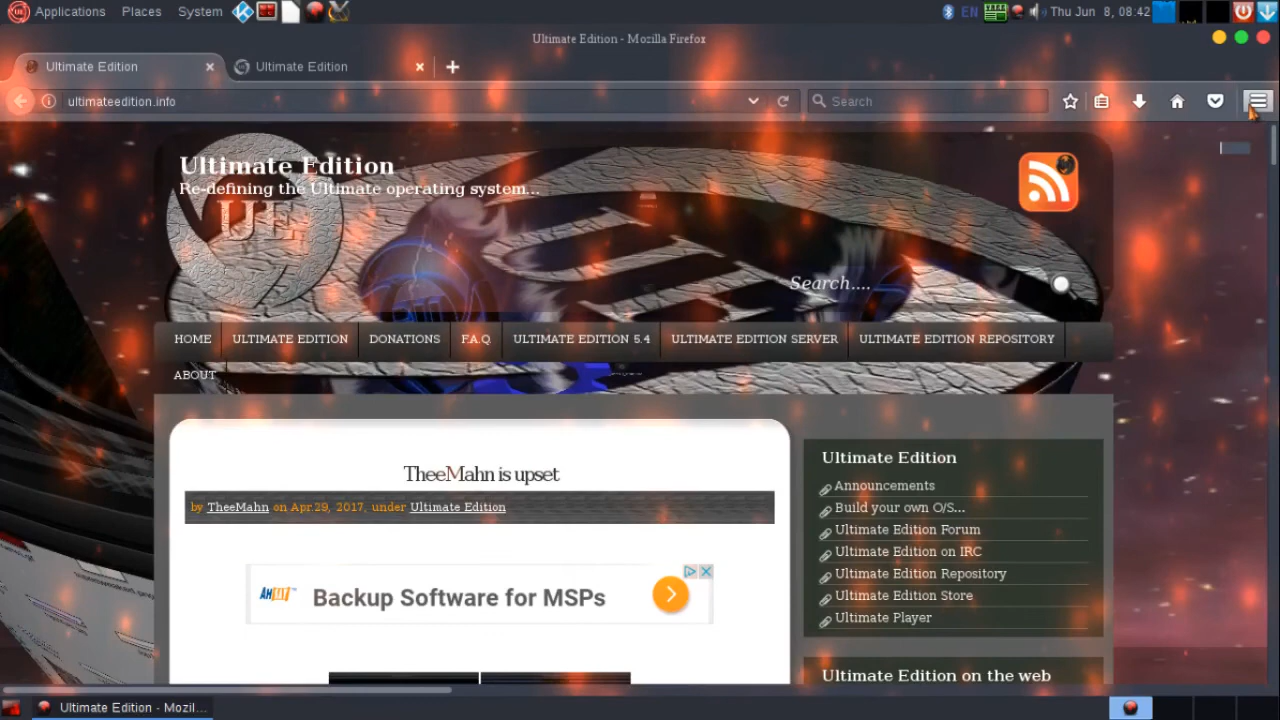 Applications Places System EN Thu Jun 8, 08:42
Ultimate Edition - Mozilla Firefox
Ultimate Edition
Ultimate Edition
ultimateedition.info
Search
Ultimate Edition
Re-defining the Ultimate operating system...
UE
Search....
HOME ULTIMATE EDITION DONATIONS F.A.Q ULTIMATE EDITION 5.4 ULTIMATE EDITION SERVER ULTIMATE EDITION REPOSITORY
ABOUT
TheeMahn is upset
by TheeMahn on Apr.29, 2017, under Ultimate Edition
Backup Software for MSPs
Ultimate Edition
Announcements
Build your own O/S...
Ultimate Edition Forum
Ultimate Edition on IRC
Ultimate Edition Repository
Ultimate Edition Store
Ultimate Player
Ultimate Edition on the web
Ultimate Edition - Mozil...